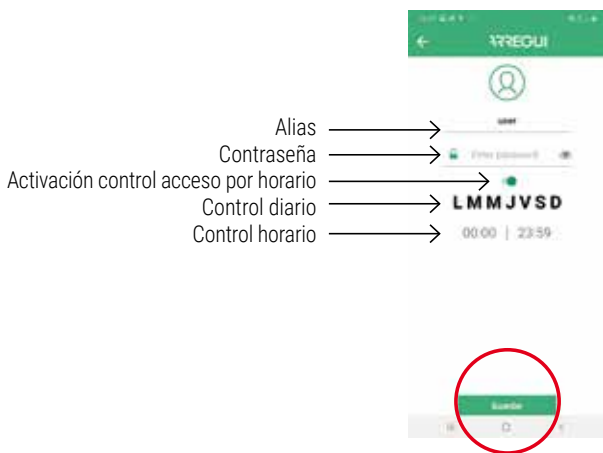 ARREGUI
user
Alias
Contraseña
Enter password
Activación control acceso por horario
Control diario
LMMJVSD
Control horario
00:00 | 23:59
Guardar